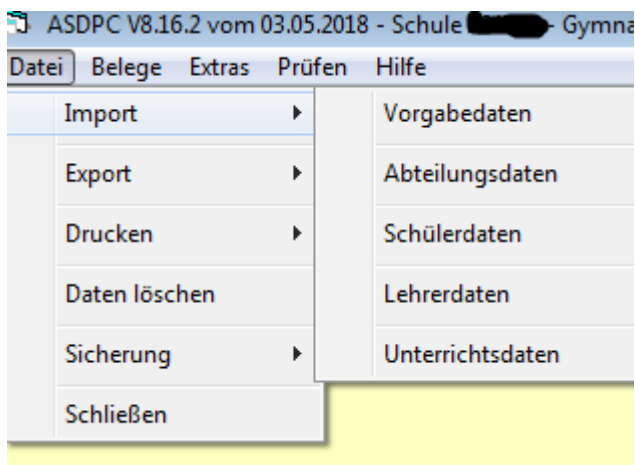 ASDPC V8.16.2 vom 03.05.2018 - Schule - Gymna
Datei Belege Extras Prüfen Hilfe
Import
Export
Drucken
Daten löschen
Sicherung
Schließen
Vorgabedaten
Abteilungsdaten
Schülerdaten
Lehrerdaten
Unterrichtsdaten